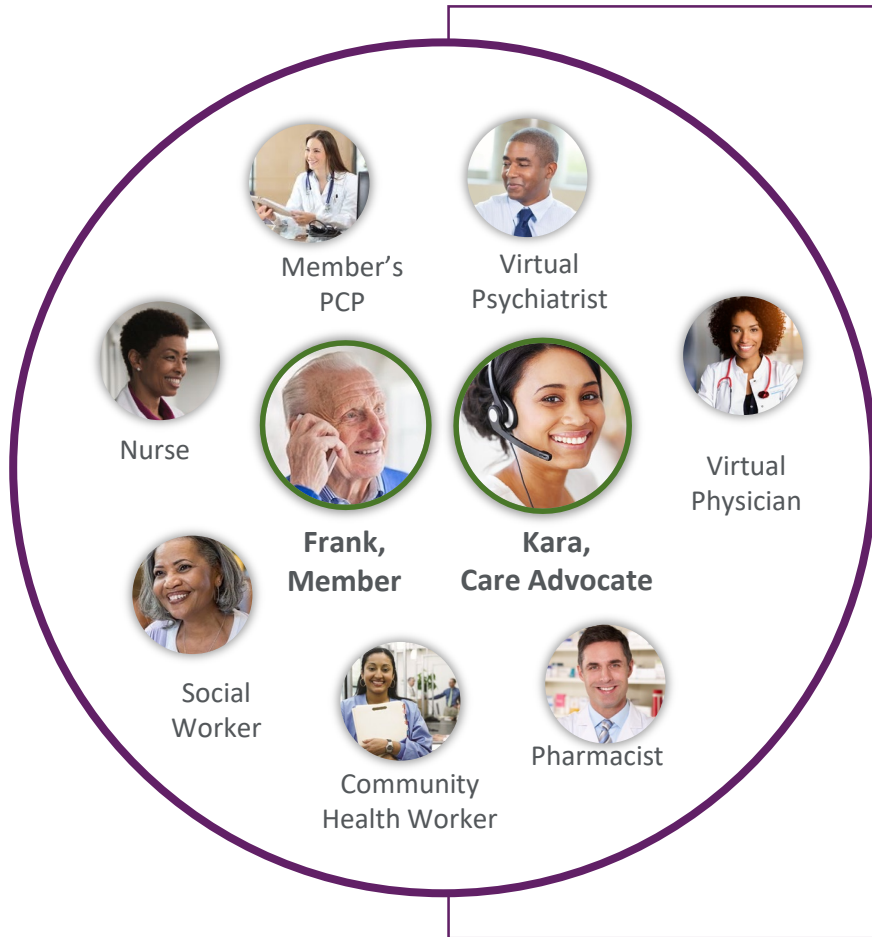 Member’s
PCP
Virtual
Psychiatrist
Nurse
Virtual
Physician
Frank,
Member
Kara,
Care Advocate
Social
Worker
Community
Health Worker
Pharmacist